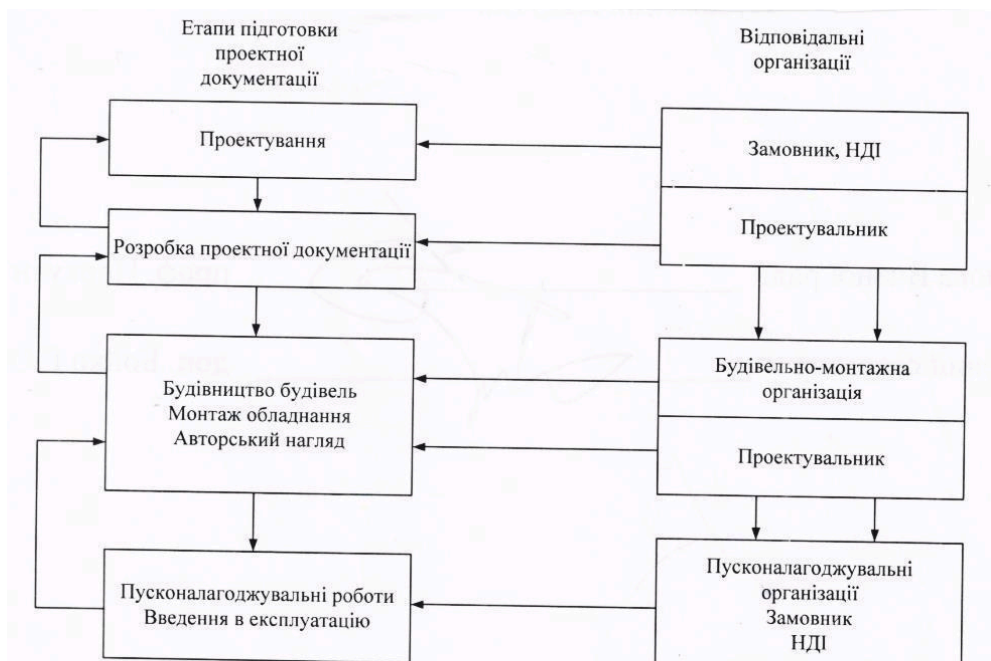 Етапи підготовки
проектної
документації
Відповідальні
організації
Проектування
Замовник, НДІ
Проектувальник
Розробка проектної документації
Будівництво будівель
Монтаж обладнання
Авторський нагляд
Будівельно-монтажна
організація
Проектувальник
Пусконалагоджувальні роботи
Введення в експлуатацію
Пусконалагоджувальні
організації
Замовник
НДІ